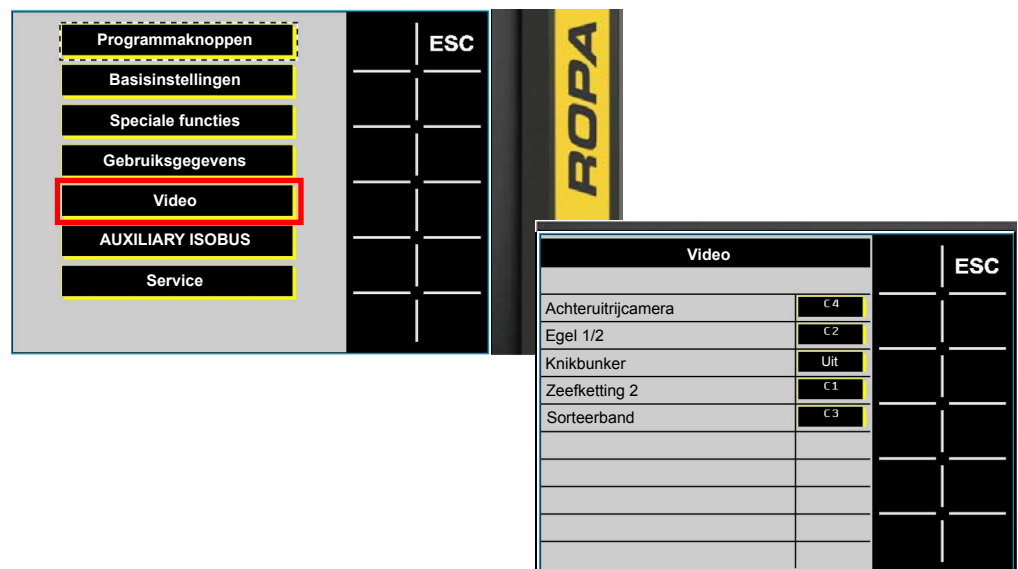 Programmaknoppen
ESC
Basisinstellingen
Speciale functies
Gebruiksgegevens
Video
AUXILIARY ISOBUS
Service
ROPA
Video
ESC
Achteruitrijcamera C4
Egel 1/2 C2
Knikbunker Uit
Zeefketting 2 C1
Sorteerband C3